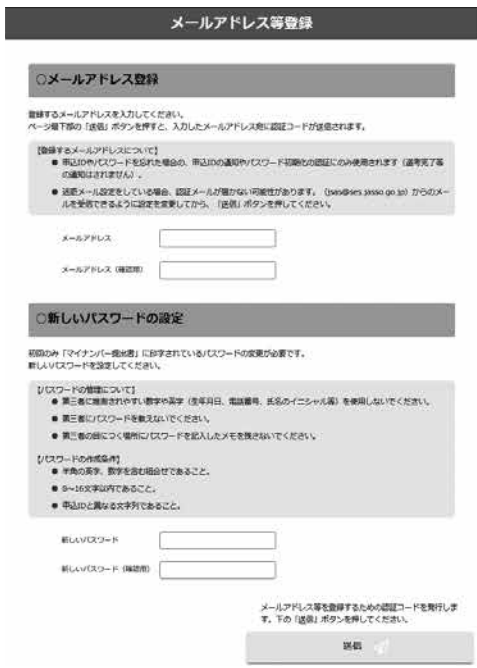 メールアドレス等登録
○メールアドレス登録
登録するメールアドレスを入力してください。
ページ最下部の「送信」ボタンを押すと、入力したメールアドレス宛に認証コードが送信されます。
【登録するメールアドレスについて】
● 申込IDやパスワードを忘れた場合の、申込IDの通知やパスワード初期化の認証にのみ使用されます（選考完了等
の通知はされません）。
● 迷惑メール設定をしている場合、認証メールが届かない可能性があります。（jsas@ses.jasso.go.jp）からのメー
ルを受信できるように設定を変更してから、「送信」ボタンを押してください。
メールアドレス
メールアドレス（確認用）
○新しいパスワードの設定
初回のみ「マイナンバー提出書」に印字されているパスワードの変更が必要です。
新しいパスワードを設定してください。
【パスワードの管理について】
● 第三者に推測されやすい数字や英字（生年月日、電話番号、氏名のイニシャル等）を使用しないでください。
● 第三者にパスワードを教えないでください。
● 第三者の目につく場所にパスワードを記入したメモを残さないでください。
【パスワードの作成条件】
● 半角の英字、数字を含む組合せであること。
● 8～16文字以内であること。
● 申込IDと異なる文字列であること。
新しいパスワード
新しいパスワード（確認用）
メールアドレス等を登録するための認証コードを発行しま
す。下の「送信」ボタンを押してください。
送信